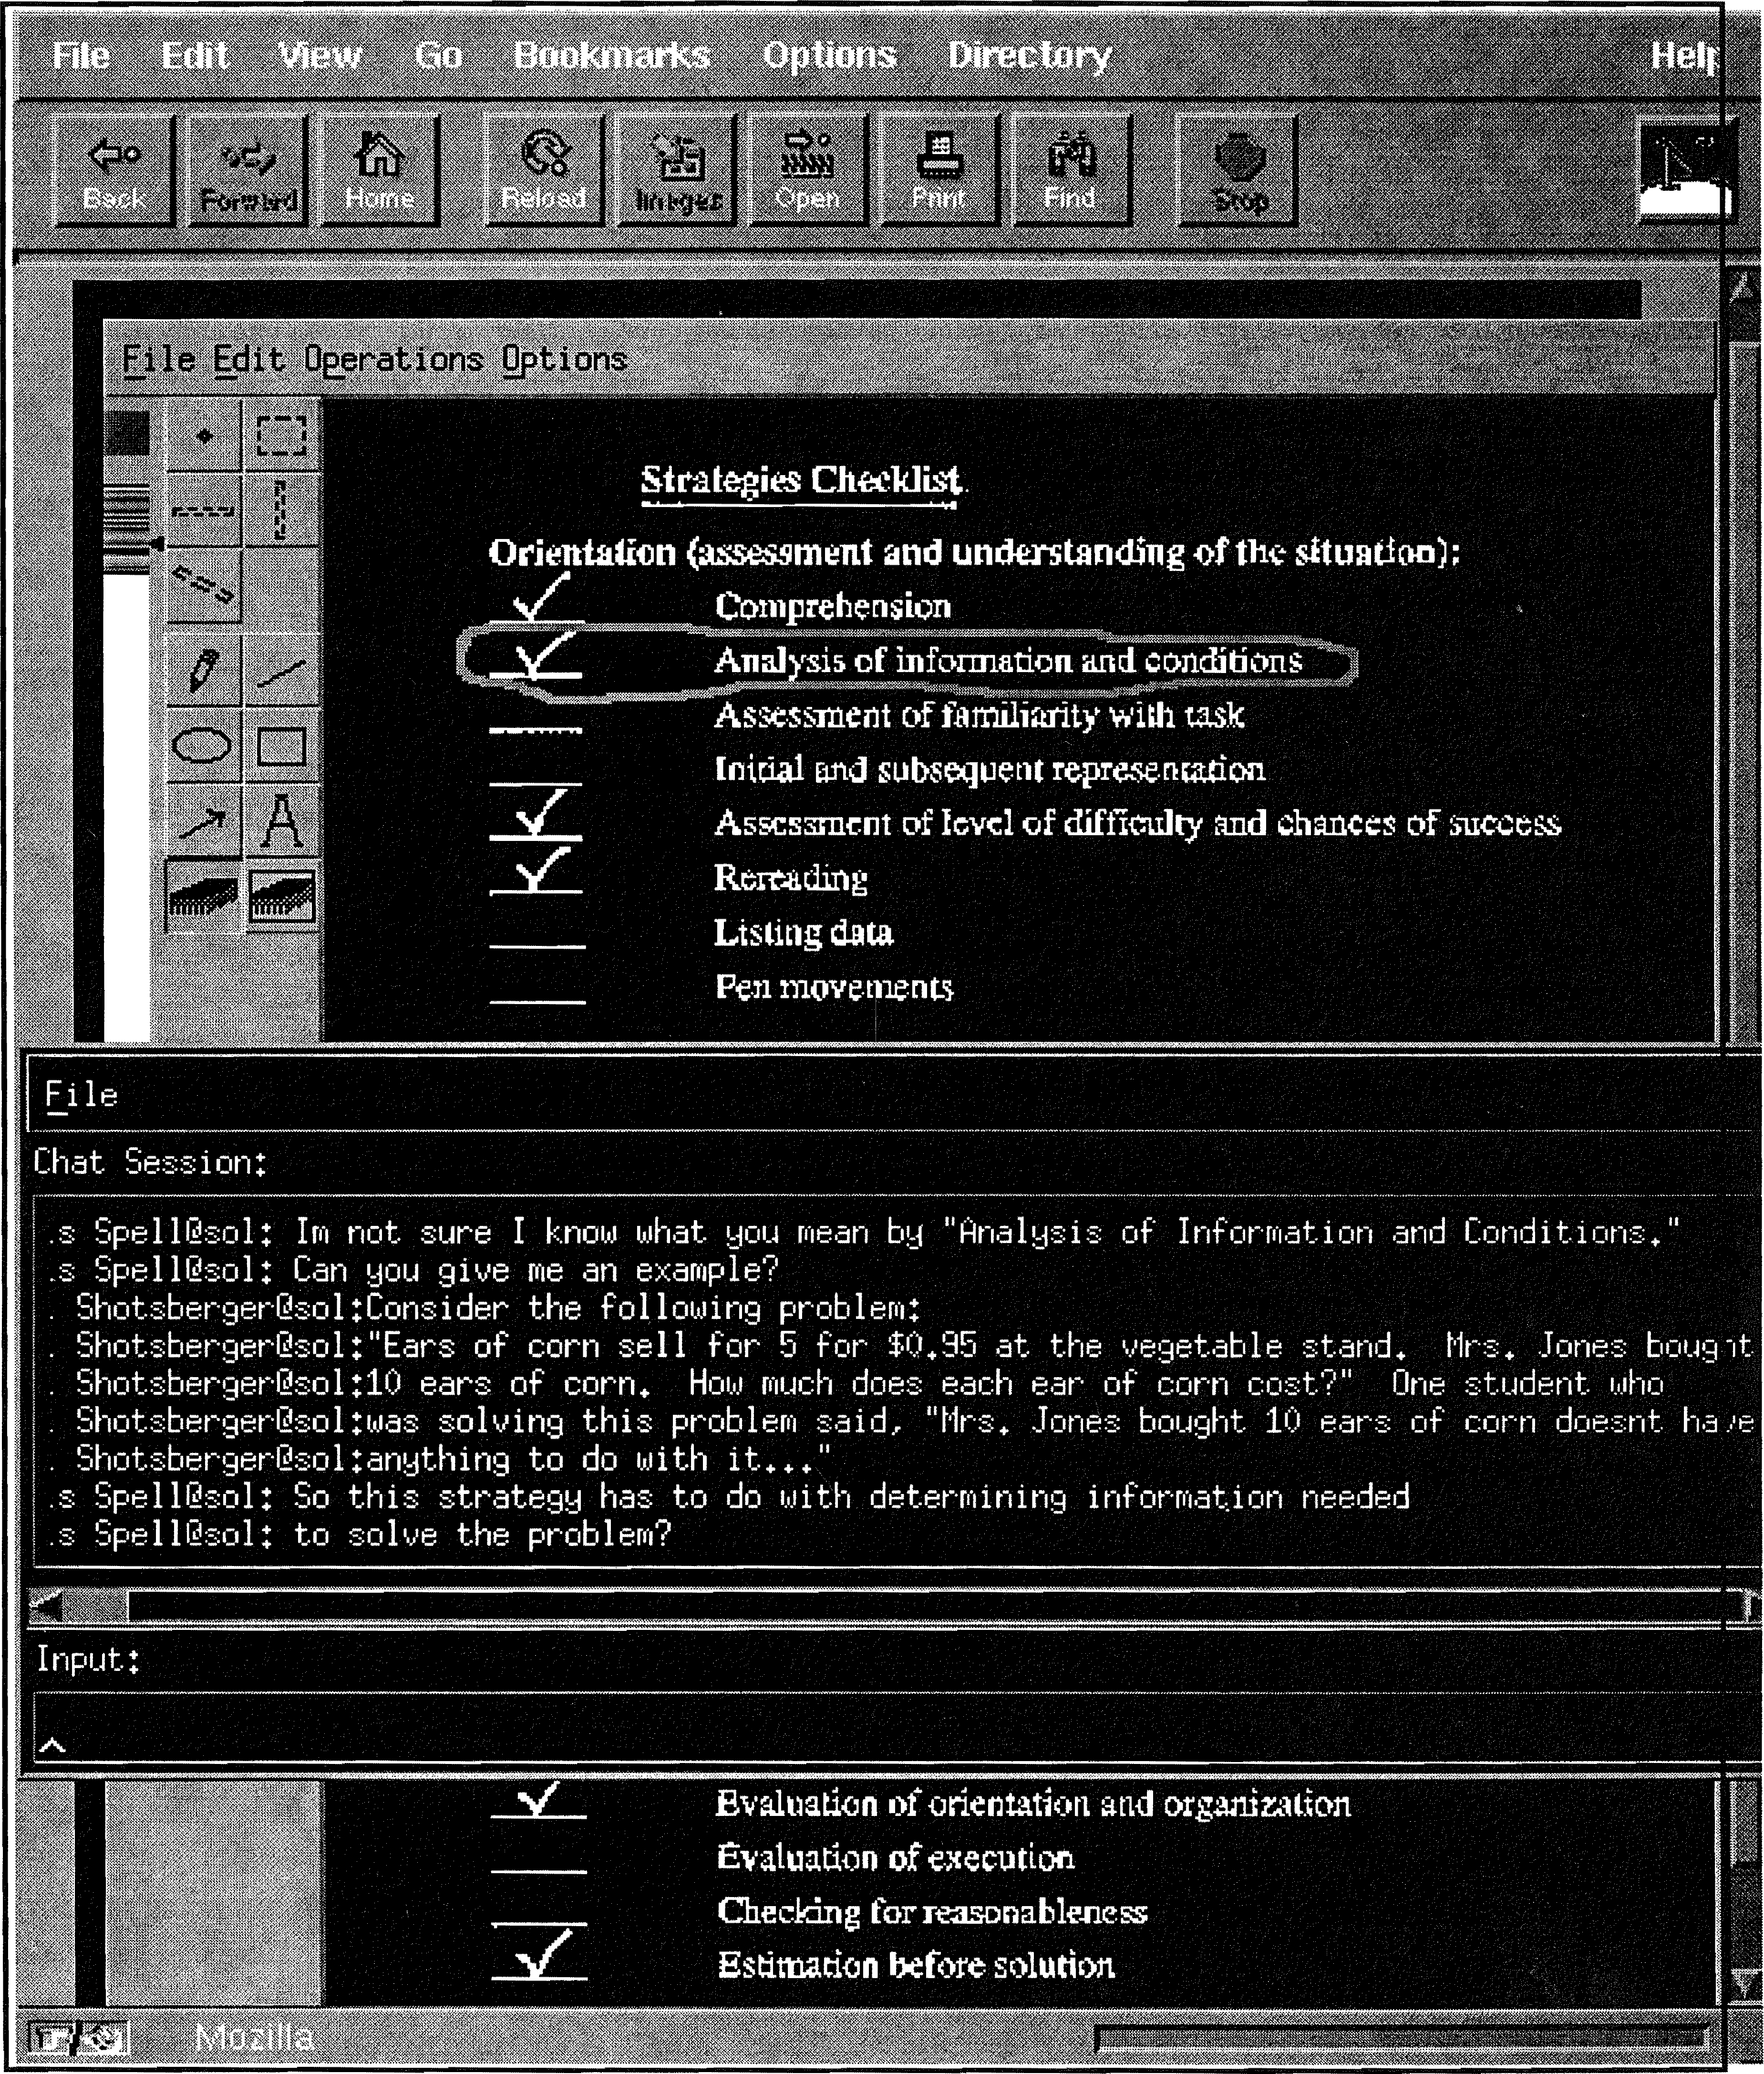 File Edit View Go Bookmarks Options Directory Help
Back Forward Home Reload Images Open Print Find Stop
N
File Edit Operations Options
A
Strategies Checklist
Orientation (assessment and understanding of the situation):
Comprehension
Analysis of information and conditions
Assessment of familiarity with task
Initial and subsequent representation
Assessment of level of difficulty and chances of success
Rereading
Listing data
Pen movements
File
Chat Session:
.s Spell@sol: Im not sure I know what you mean by "Analysis of Information and Conditions."
.s Spell@sol: Can you give me an example?
. Shotsberger@sol:Consider the following problem:
. Shotsberger@sol:"Ears of corn sell for 5 for $0.95 at the vegetable stand. Mrs. Jones bought
. Shotsberger@sol:10 ears of corn. How much does each ear of corn cost?" One student who
. Shotsberger@sol:was solving this problem said, "Mrs. Jones bought 10 ears of corn doesnt have
. Shotsberger@sol:anything to do with it..."
.s Spell@sol: So this strategy has to do with determining information needed
.s Spell@sol: to solve the problem?
Input:
Evaluation of orientation and organization
Evaluation of execution
Checking for reasonableness
Estimation before solution
Mozilla